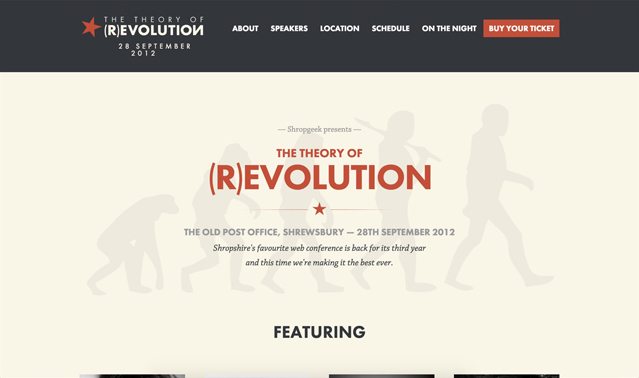 THE THEORY OF
(R)EVOLUTION
28 SEPTEMBER
2012
ABOUT SPEAKERS LOCATION SCHEDULE ON THE NIGHT BUY YOUR TICKET
— Shropgeek presents —
THE THEORY OF
(R)EVOLUTION
THE OLD POST OFFICE, SHREWSBURY — 28TH SEPTEMBER 2012
Shropshire's favourite web conference is back for its third year
and this time we're making it the best ever.
FEATURING